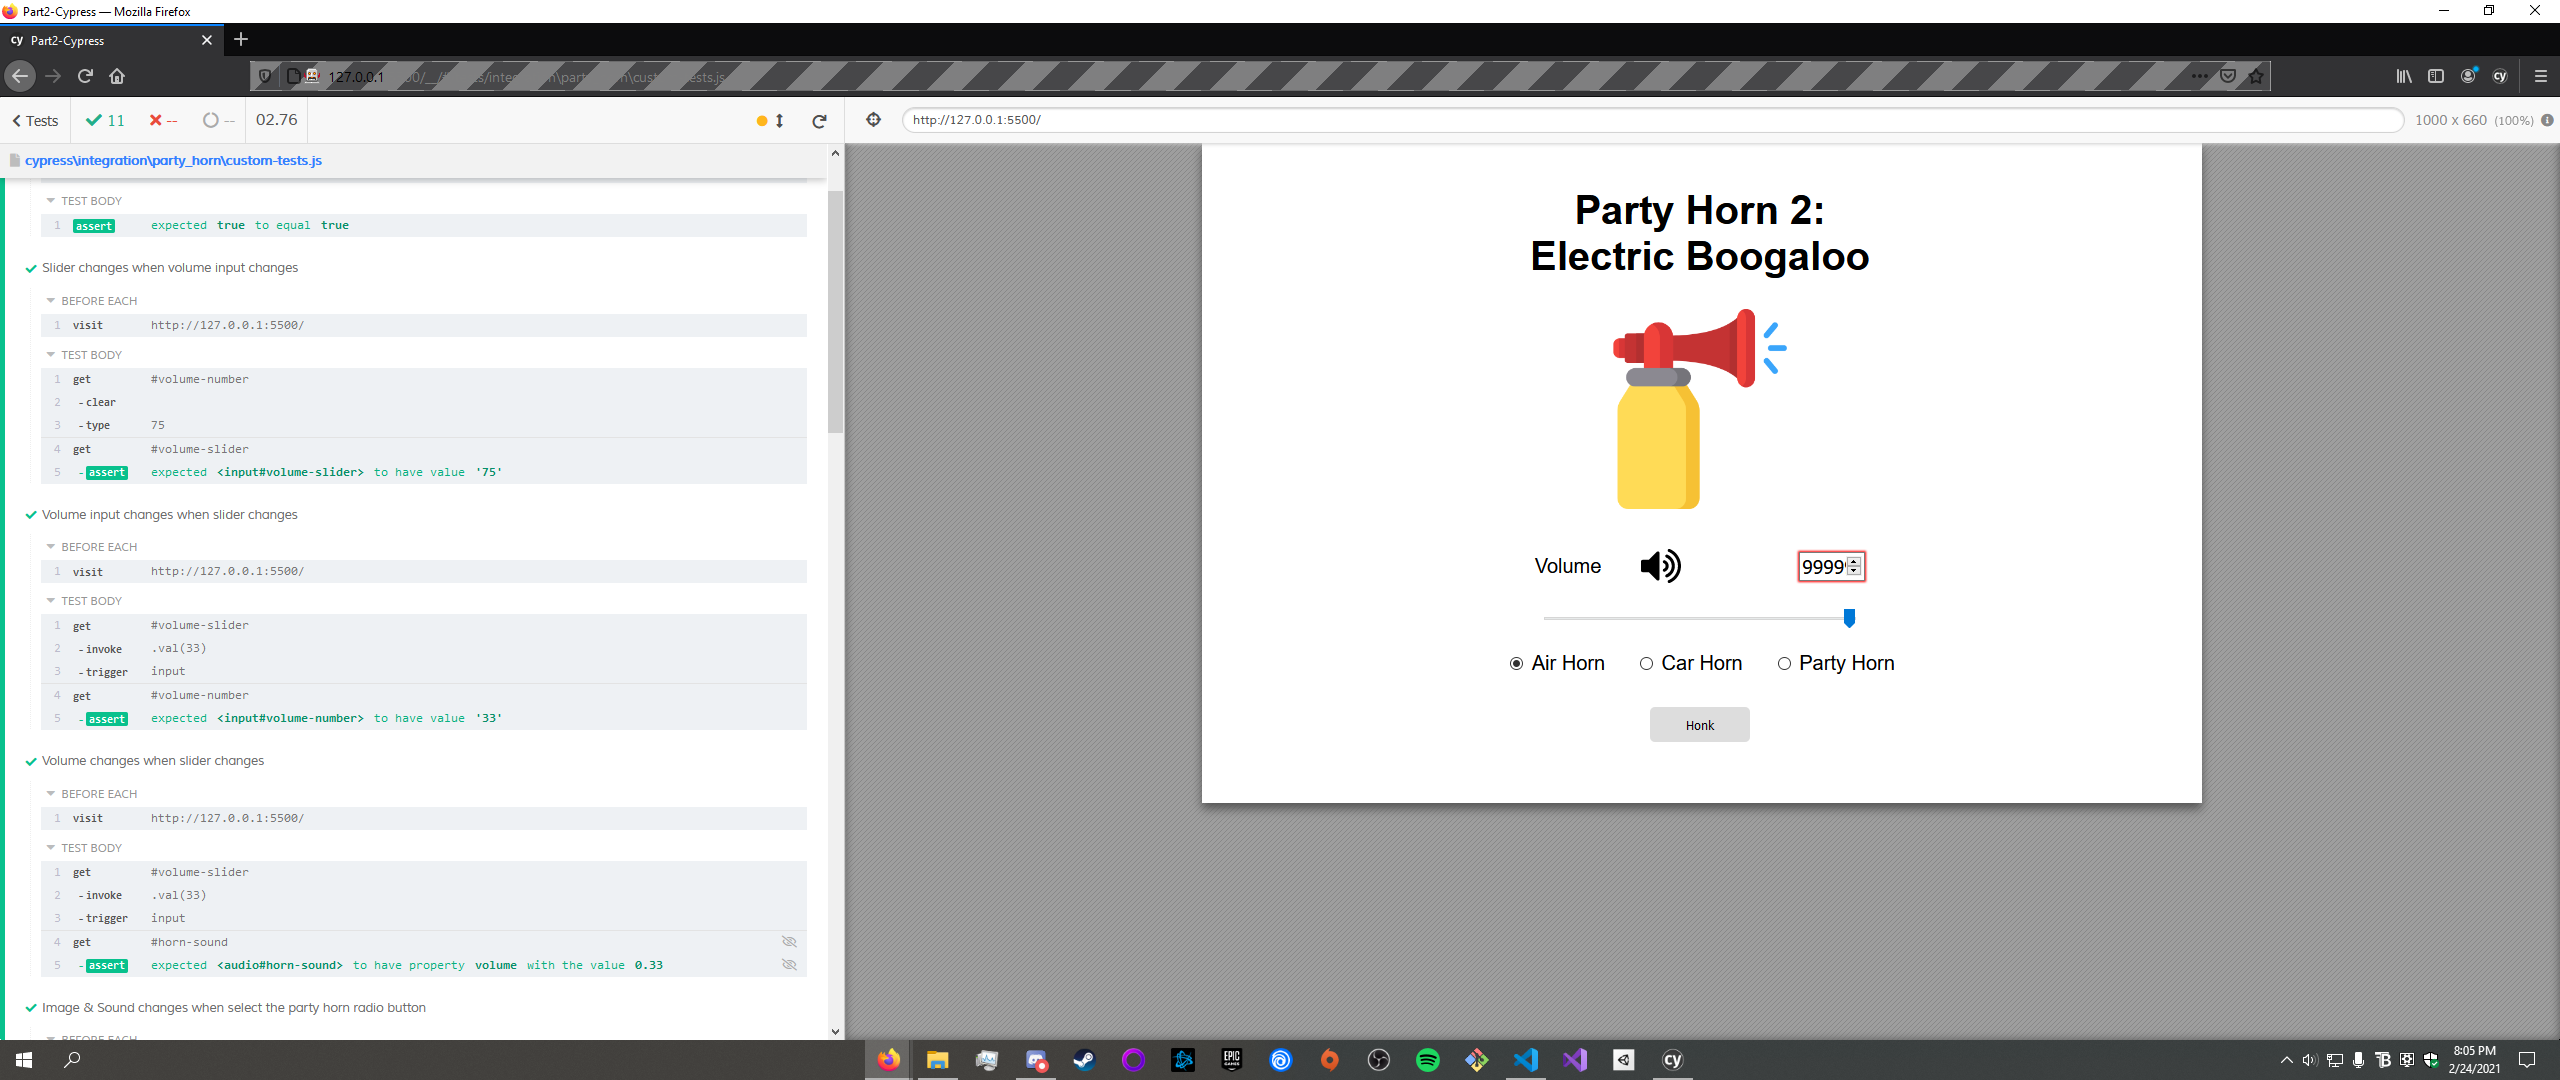 Part2-Cypress — Mozilla Firefox
cy Part2-Cypress
127.0.0.1
Tests 11 -- -- 02.76
http://127.0.0.1:5500/
1000 x 660 (100%)
cypress\integration\party_horn\custom-tests.js
TEST BODY
1 assert expected true to equal true
Slider changes when volume input changes
BEFORE EACH
1 visit http://127.0.0.1:5500/
TEST BODY
1 get #volume-number
2 -clear
3 -type 75
4 get #volume-slider
5 -assert expected <input#volume-slider> to have value '75'
Volume input changes when slider changes
BEFORE EACH
1 visit http://127.0.0.1:5500/
TEST BODY
1 get #volume-slider
2 -invoke .val(33)
3 -trigger input
4 get #volume-number
5 -assert expected <input#volume-number> to have value '33'
Volume changes when slider changes
BEFORE EACH
1 visit http://127.0.0.1:5500/
TEST BODY
1 get #volume-slider
2 -invoke .val(33)
3 -trigger input
4 get #horn-sound
5 -assert expected <audio#horn-sound> to have property volume with the value 0.33
Image & Sound changes when select the party horn radio button
BEFORE EACH
Party Horn 2:
Electric Boogaloo
Volume 9999
Air Horn Car Horn Party Horn
Honk
EPIC GAMES
cy
8:05 PM
2/24/2021